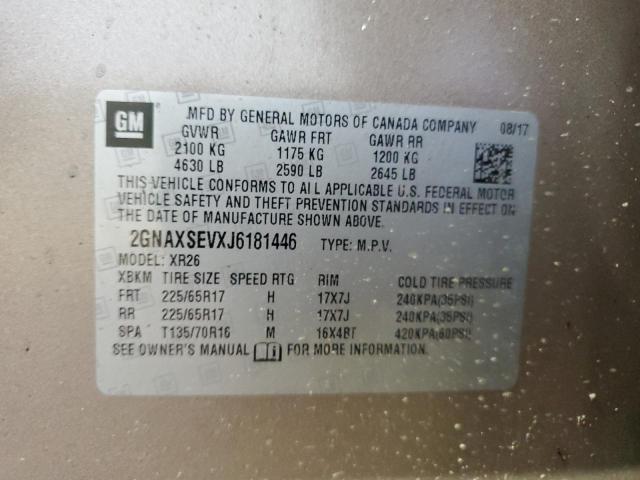 GM
MFD BY GENERAL MOTORS OF CANADA COMPANY 08/17
GVWR GAWR FRT GAWR RR
2100 KG 1175 KG 1200 KG
4630 LB 2590 LB 2645 LB
THIS VEHICLE CONFORMS TO ALL APPLICABLE U.S. FEDERAL MOTOR
VEHICLE SAFETY AND THEFT PREVENTION STANDARDS IN EFFECT ON
THE DATE OF MANUFACTURE SHOWN ABOVE.
2GNAXSEVXJ6181446 TYPE: M.P.V.
MODEL: XR26
XBKM TIRE SIZE SPEED RTG RIM COLD TIRE PRESSURE
FRT 225/65R17 H 17X7J 240KPA(35PSI)
RR 225/65R17 H 17X7J 240KPA(35PSI)
SPA T135/70R16 M 16X4BT 420KPA(60PSI)
SEE OWNER'S MANUAL FOR MORE INFORMATION.